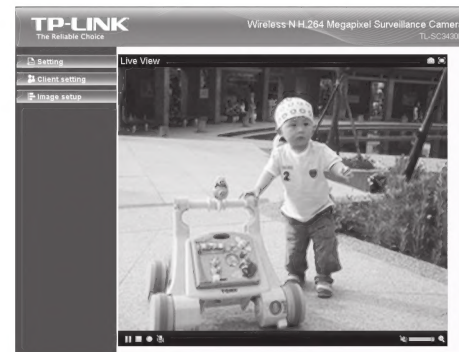 TP-LINK
The Reliable Choice
Wireless N H.264 Megapixel Surveillance Camer
TL-SC3430
Setting
Client setting
Image setup
Live View
2